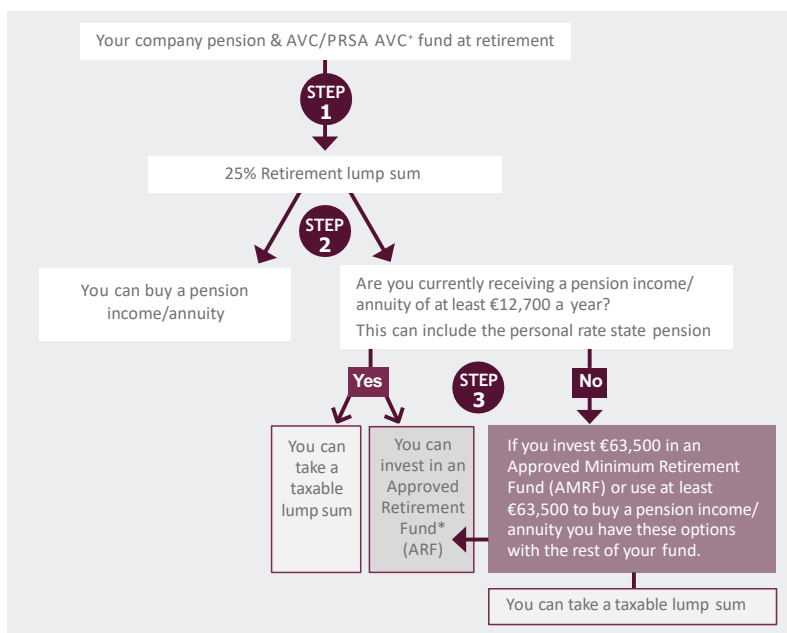 Your company pension & AVC/PRSA AVC⁺ fund at retirement
STEP
1
25% Retirement lump sum
STEP
2
You can buy a pension
income/annuity
Are you currently receiving a pension income/
annuity of at least €12,700 a year?
This can include the personal rate state pension
Yes
STEP
3
No
You can
take a
taxable
lump sum
You can
invest in an
Approved
Retirement
Fund*
(ARF)
If you invest €63,500 in an
Approved Minimum Retirement
Fund (AMRF) or use at least
€63,500 to buy a pension income/
annuity you have these options
with the rest of your fund.
You can take a taxable lump sum